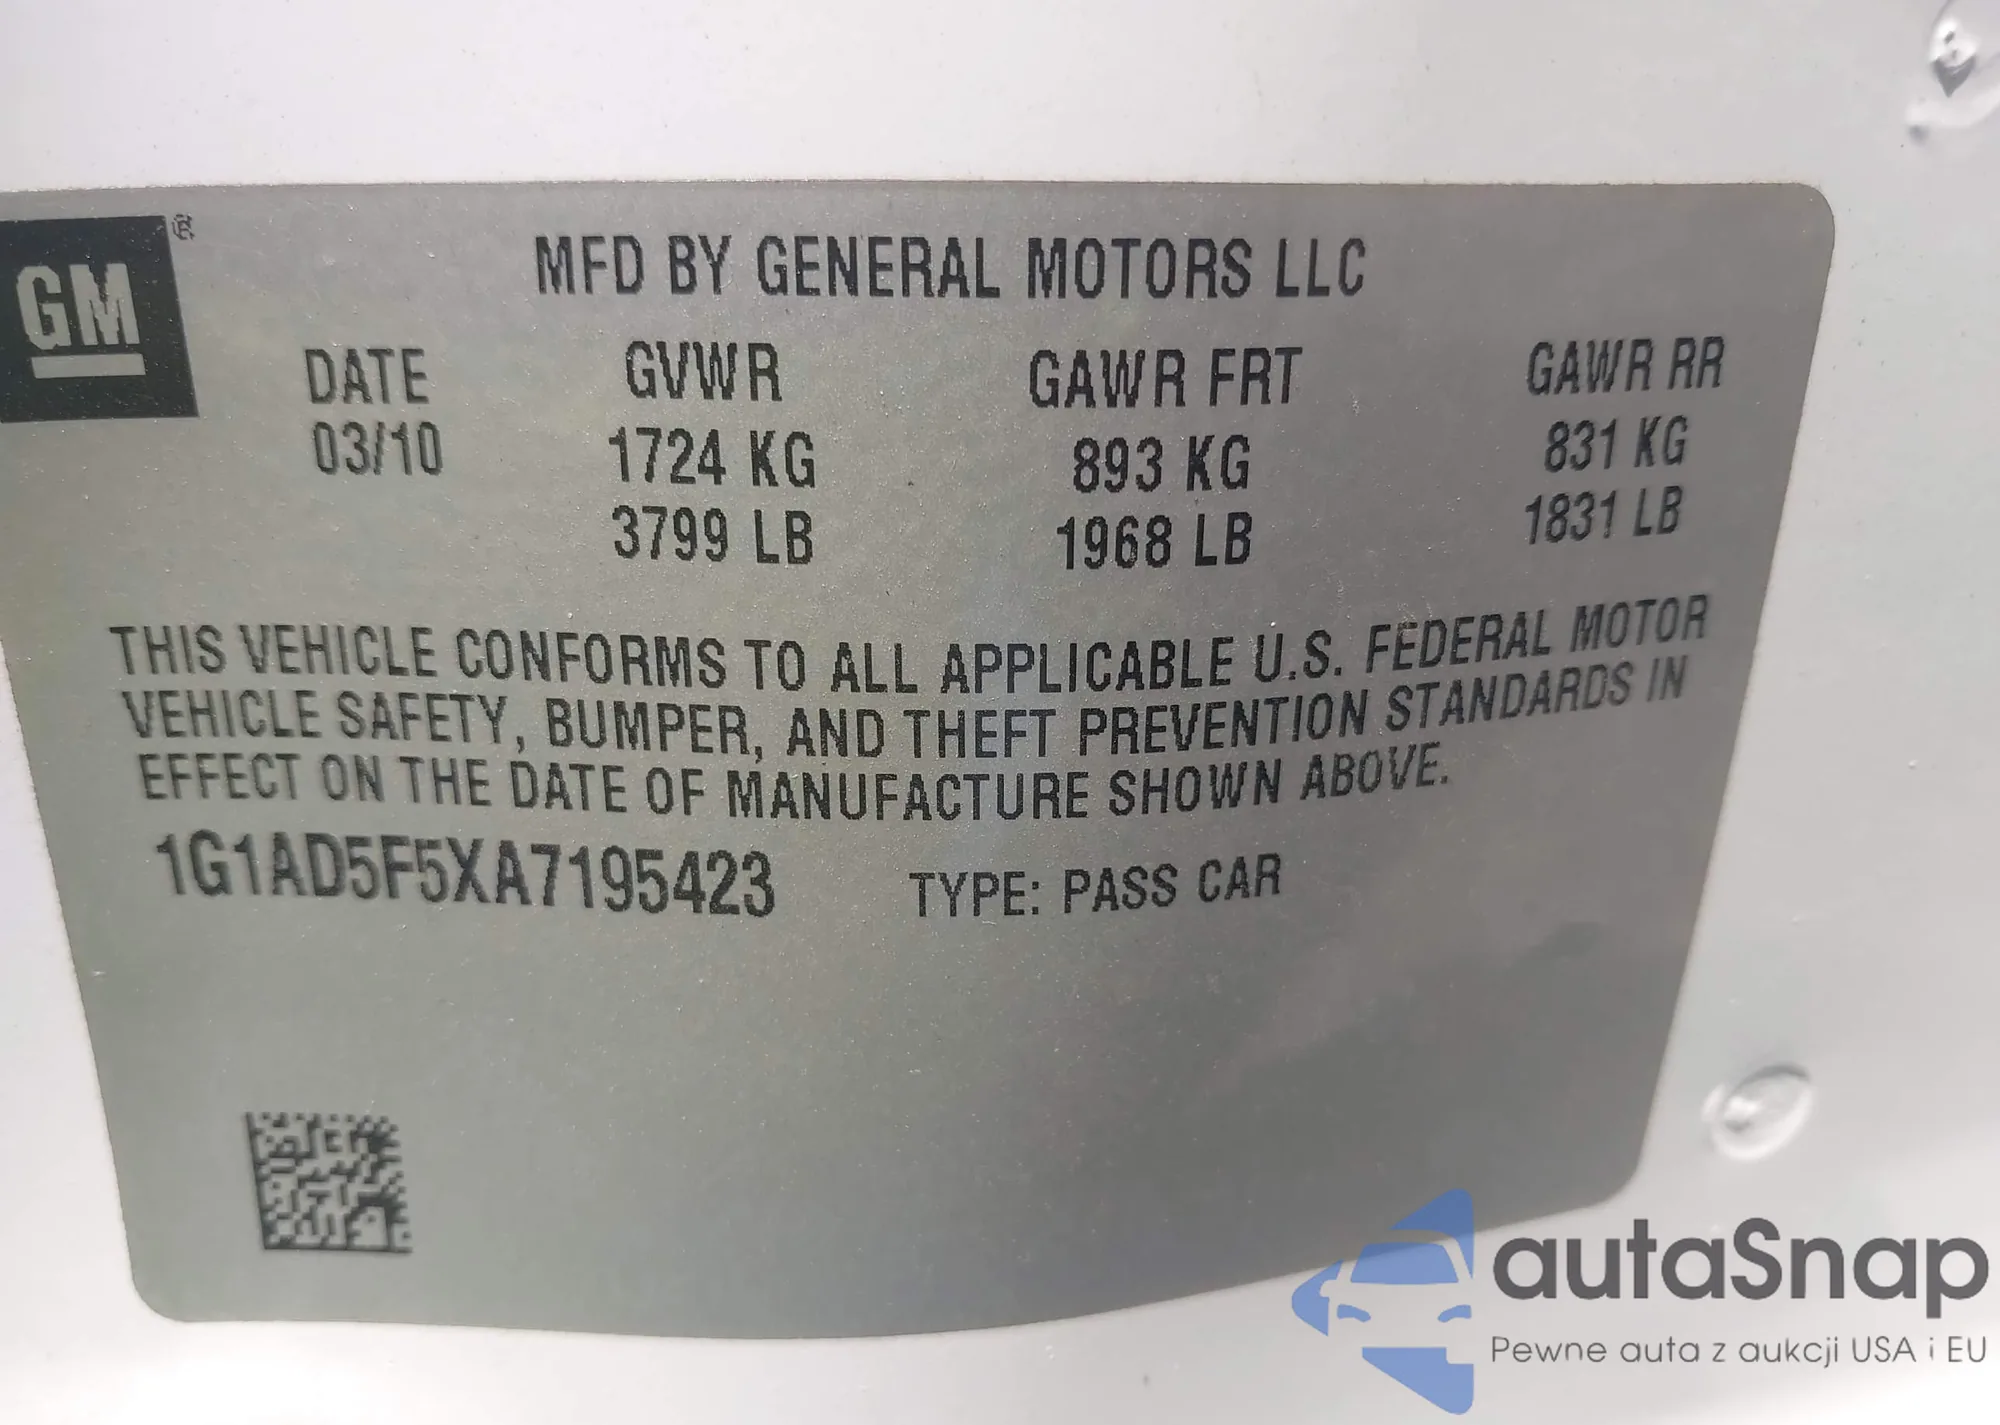 GM ®
MFD BY GENERAL MOTORS LLC
DATE GVWR GAWR FRT GAWR RR
03/10 1724 KG 893 KG 831 KG
3799 LB 1968 LB 1831 LB
THIS VEHICLE CONFORMS TO ALL APPLICABLE U.S. FEDERAL MOTOR
VEHICLE SAFETY, BUMPER, AND THEFT PREVENTION STANDARDS IN
EFFECT ON THE DATE OF MANUFACTURE SHOWN ABOVE.
1G1AD5F5XA7195423 TYPE: PASS CAR
autaSnap
Pewne auta z aukcji USA i EU